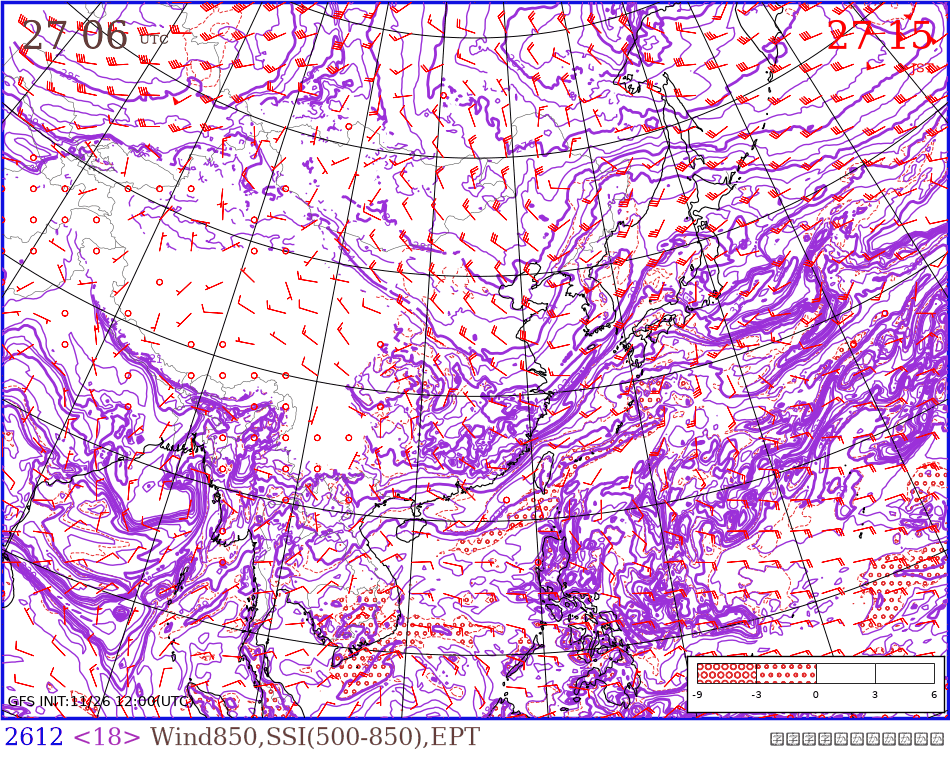 27 06 UTC
27 15
GFS INIT:11/26 12:00(UTC)
-9 -3 0 3 6
2612 <18> Wind850,SSI(500-850),EPT